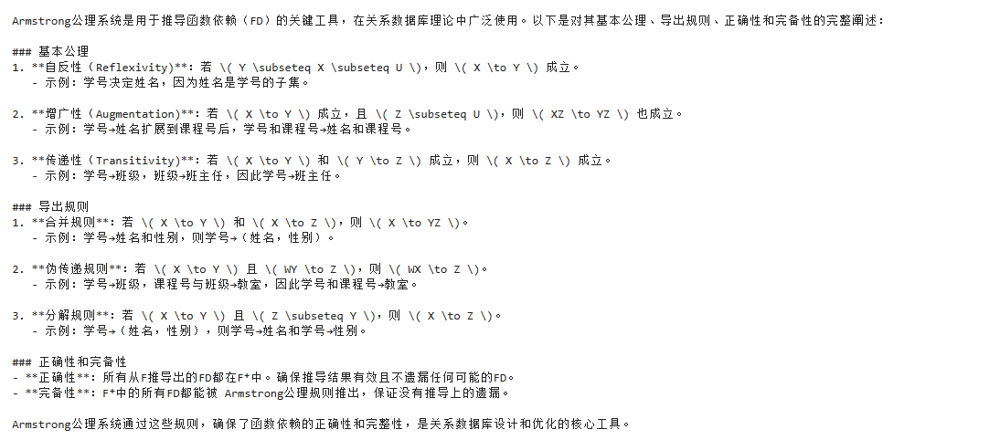 Armstrong公理系统是用于推导函数依赖（FD）的关键工具，在关系数据库理论中广泛使用。以下是对其基本公理、导出规则、正确性和完备性的完整阐述：
### 基本公理
1. **自反性（Reflexivity)**：若 \( Y \subseteq X \subseteq U \)，则 \( X \to Y \) 成立。
- 示例：学号决定姓名，因为姓名是学号的子集。
2. **增广性（Augmentation)**：若 \( X \to Y \) 成立，且 \( Z \subseteq U \)，则 \( XZ \to YZ \) 也成立。
- 示例：学号→姓名扩展到课程号后，学号和课程号→姓名和课程号。
3. **传递性（Transitivity)**：若 \( X \to Y \) 和 \( Y \to Z \) 成立，则 \( X \to Z \) 成立。
- 示例：学号→班级，班级→班主任，因此学号→班主任。
### 导出规则
1. **合并规则**：若 \( X \to Y \) 和 \( X \to Z \)，则 \( X \to YZ \)。
- 示例：学号→姓名和性别，则学号→（姓名，性别）。
2. **伪传递规则**：若 \( X \to Y \) 且 \( WY \to Z \)，则 \( WX \to Z \)。
- 示例：学号→班级，课程号与班级→教室，因此学号和课程号→教室。
3. **分解规则**：若 \( X \to Y \) 且 \( Z \subseteq Y \)，则 \( X \to Z \)。
- 示例：学号→（姓名，性别），则学号→姓名和学号→性别。
### 正确性和完备性
- **正确性**：所有从F推导出的FD都在F⁺中。确保推导结果有效且不遗漏任何可能的FD。
- **完备性**：F⁺中的所有FD都能被 Armstrong公理规则推出，保证没有推导上的遗漏。
Armstrong公理系统通过这些规则，确保了函数依赖的正确性和完整性，是关系数据库设计和优化的核心工具。